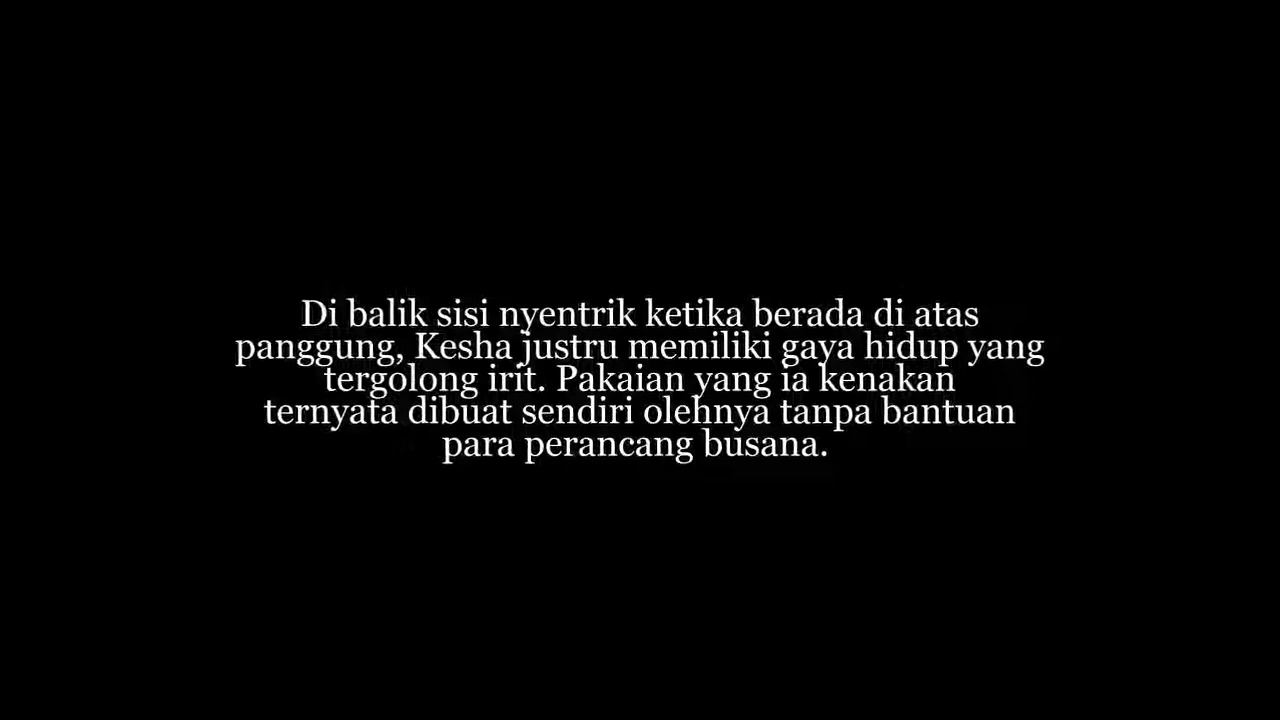 Di balik sisi nyentrik ketika berada di atas
panggung, Kesha justru memiliki gaya hidup yang
tergolong irit. Pakaian yang ia kenakan
ternyata dibuat sendiri olehnya tanpa bantuan
para perancang busana.